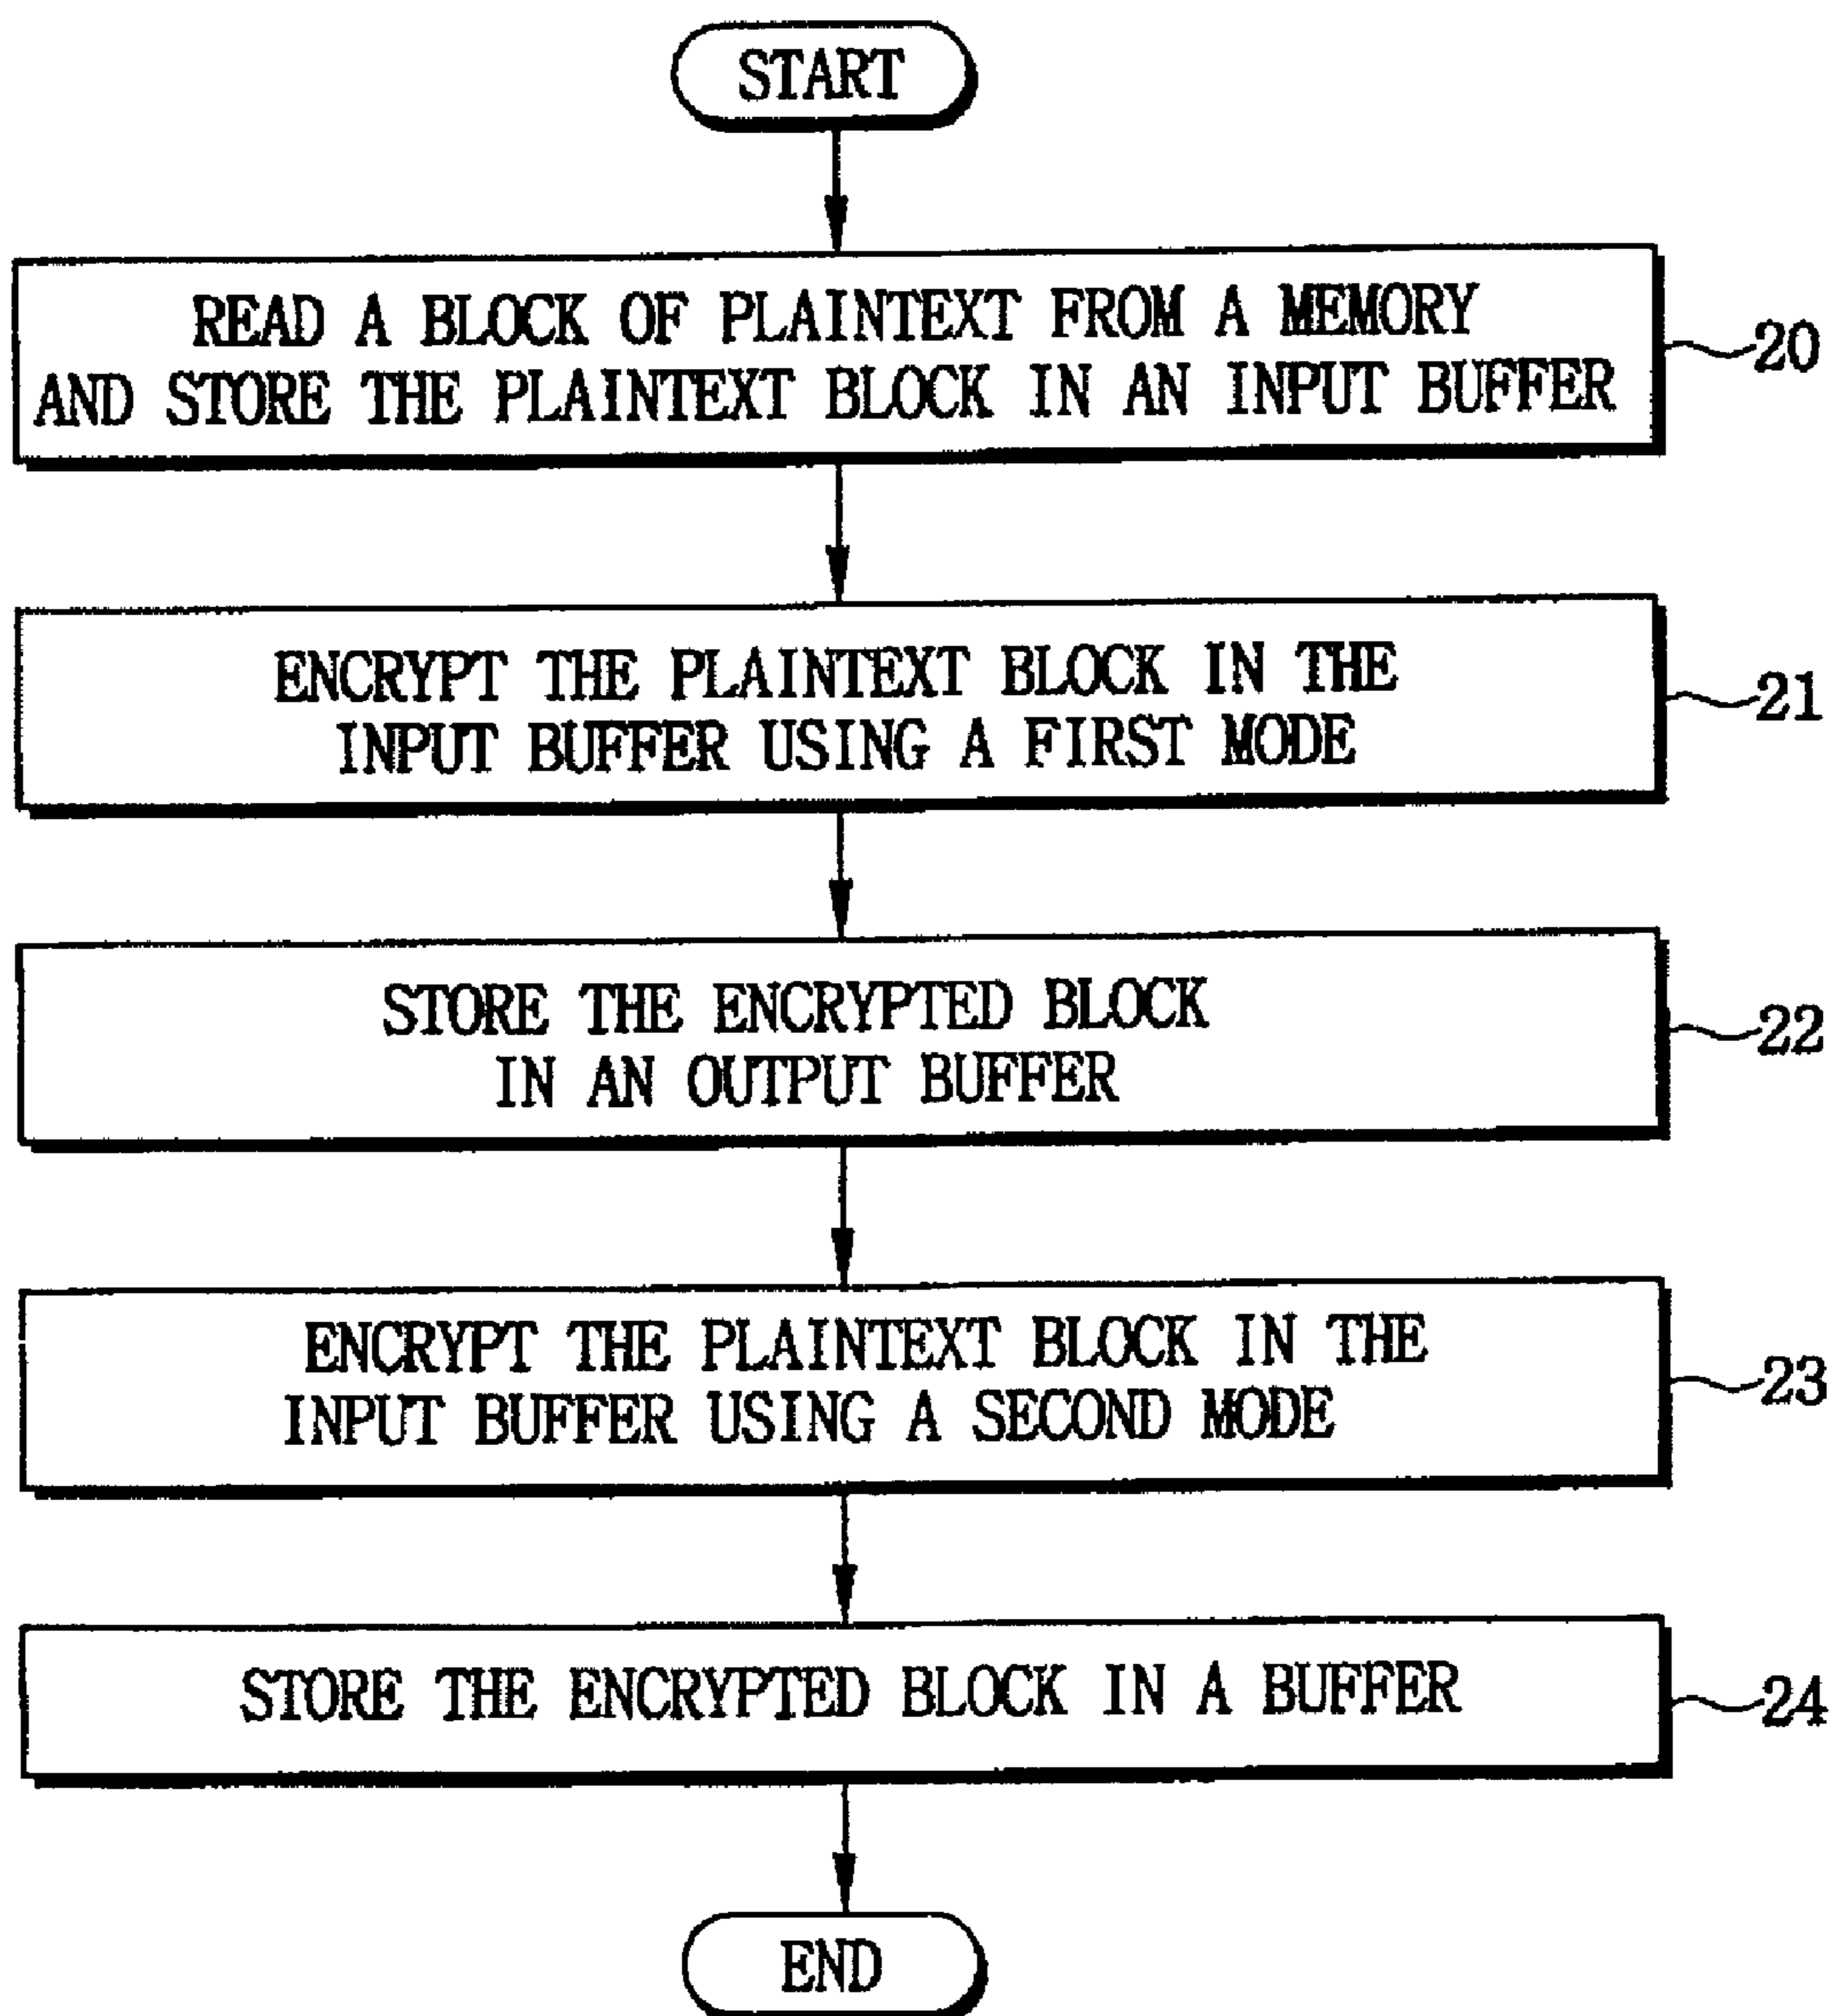 START
READ A BLOCK OF PLAINTEXT FROM A MEMORY
AND STORE THE PLAINTEXT BLOCK IN AN INPUT BUFFER
20
ENCRYPT THE PLAINTEXT BLOCK IN THE
INPUT BUFFER USING A FIRST MODE
21
STORE THE ENCRYPTED BLOCK
IN AN OUTPUT BUFFER
22
ENCRYPT THE PLAINTEXT BLOCK IN THE
INPUT BUFFER USING A SECOND MODE
23
STORE THE ENCRYPTED BLOCK IN A BUFFER
24
END